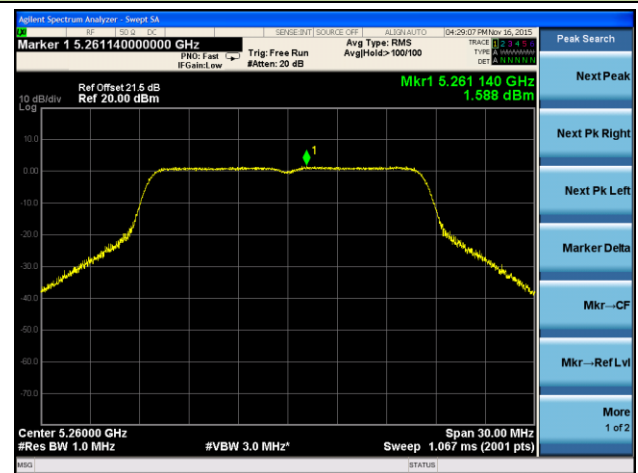 Agilent Spectrum Analyzer - Swept SA
RF 50 Ω DC SENSE:INT SOURCE OFF ALIGN AUTO 04:29:07 PM Nov 16, 2015
Marker 1 5.261140000000 GHz
PNO: Fast
IFGain:Low
Trig: Free Run
#Atten: 20 dB
Avg Type: RMS
Avg|Hold:> 100/100
TRACE 1 2 3 4 5 6
TYPE A
DET A N N N N N
Peak Search
Ref Offset 21.5 dB
Ref 20.00 dBm
10 dB/div
Log
Mkr1 5.261 140 GHz
1.588 dBm
Next Peak
10.0
1
Next Pk Right
0.00
Next Pk Left
-10.0
-20.0
Marker Delta
-30.0
-40.0
Mkr→CF
-50.0
-60.0
Mkr→Ref Lvl
-70.0
More
1 of 2
Center 5.26000 GHz
Span 30.00 MHz
#Res BW 1.0 MHz
#VBW 3.0 MHz*
Sweep 1.067 ms (2001 pts)
MSG
STATUS